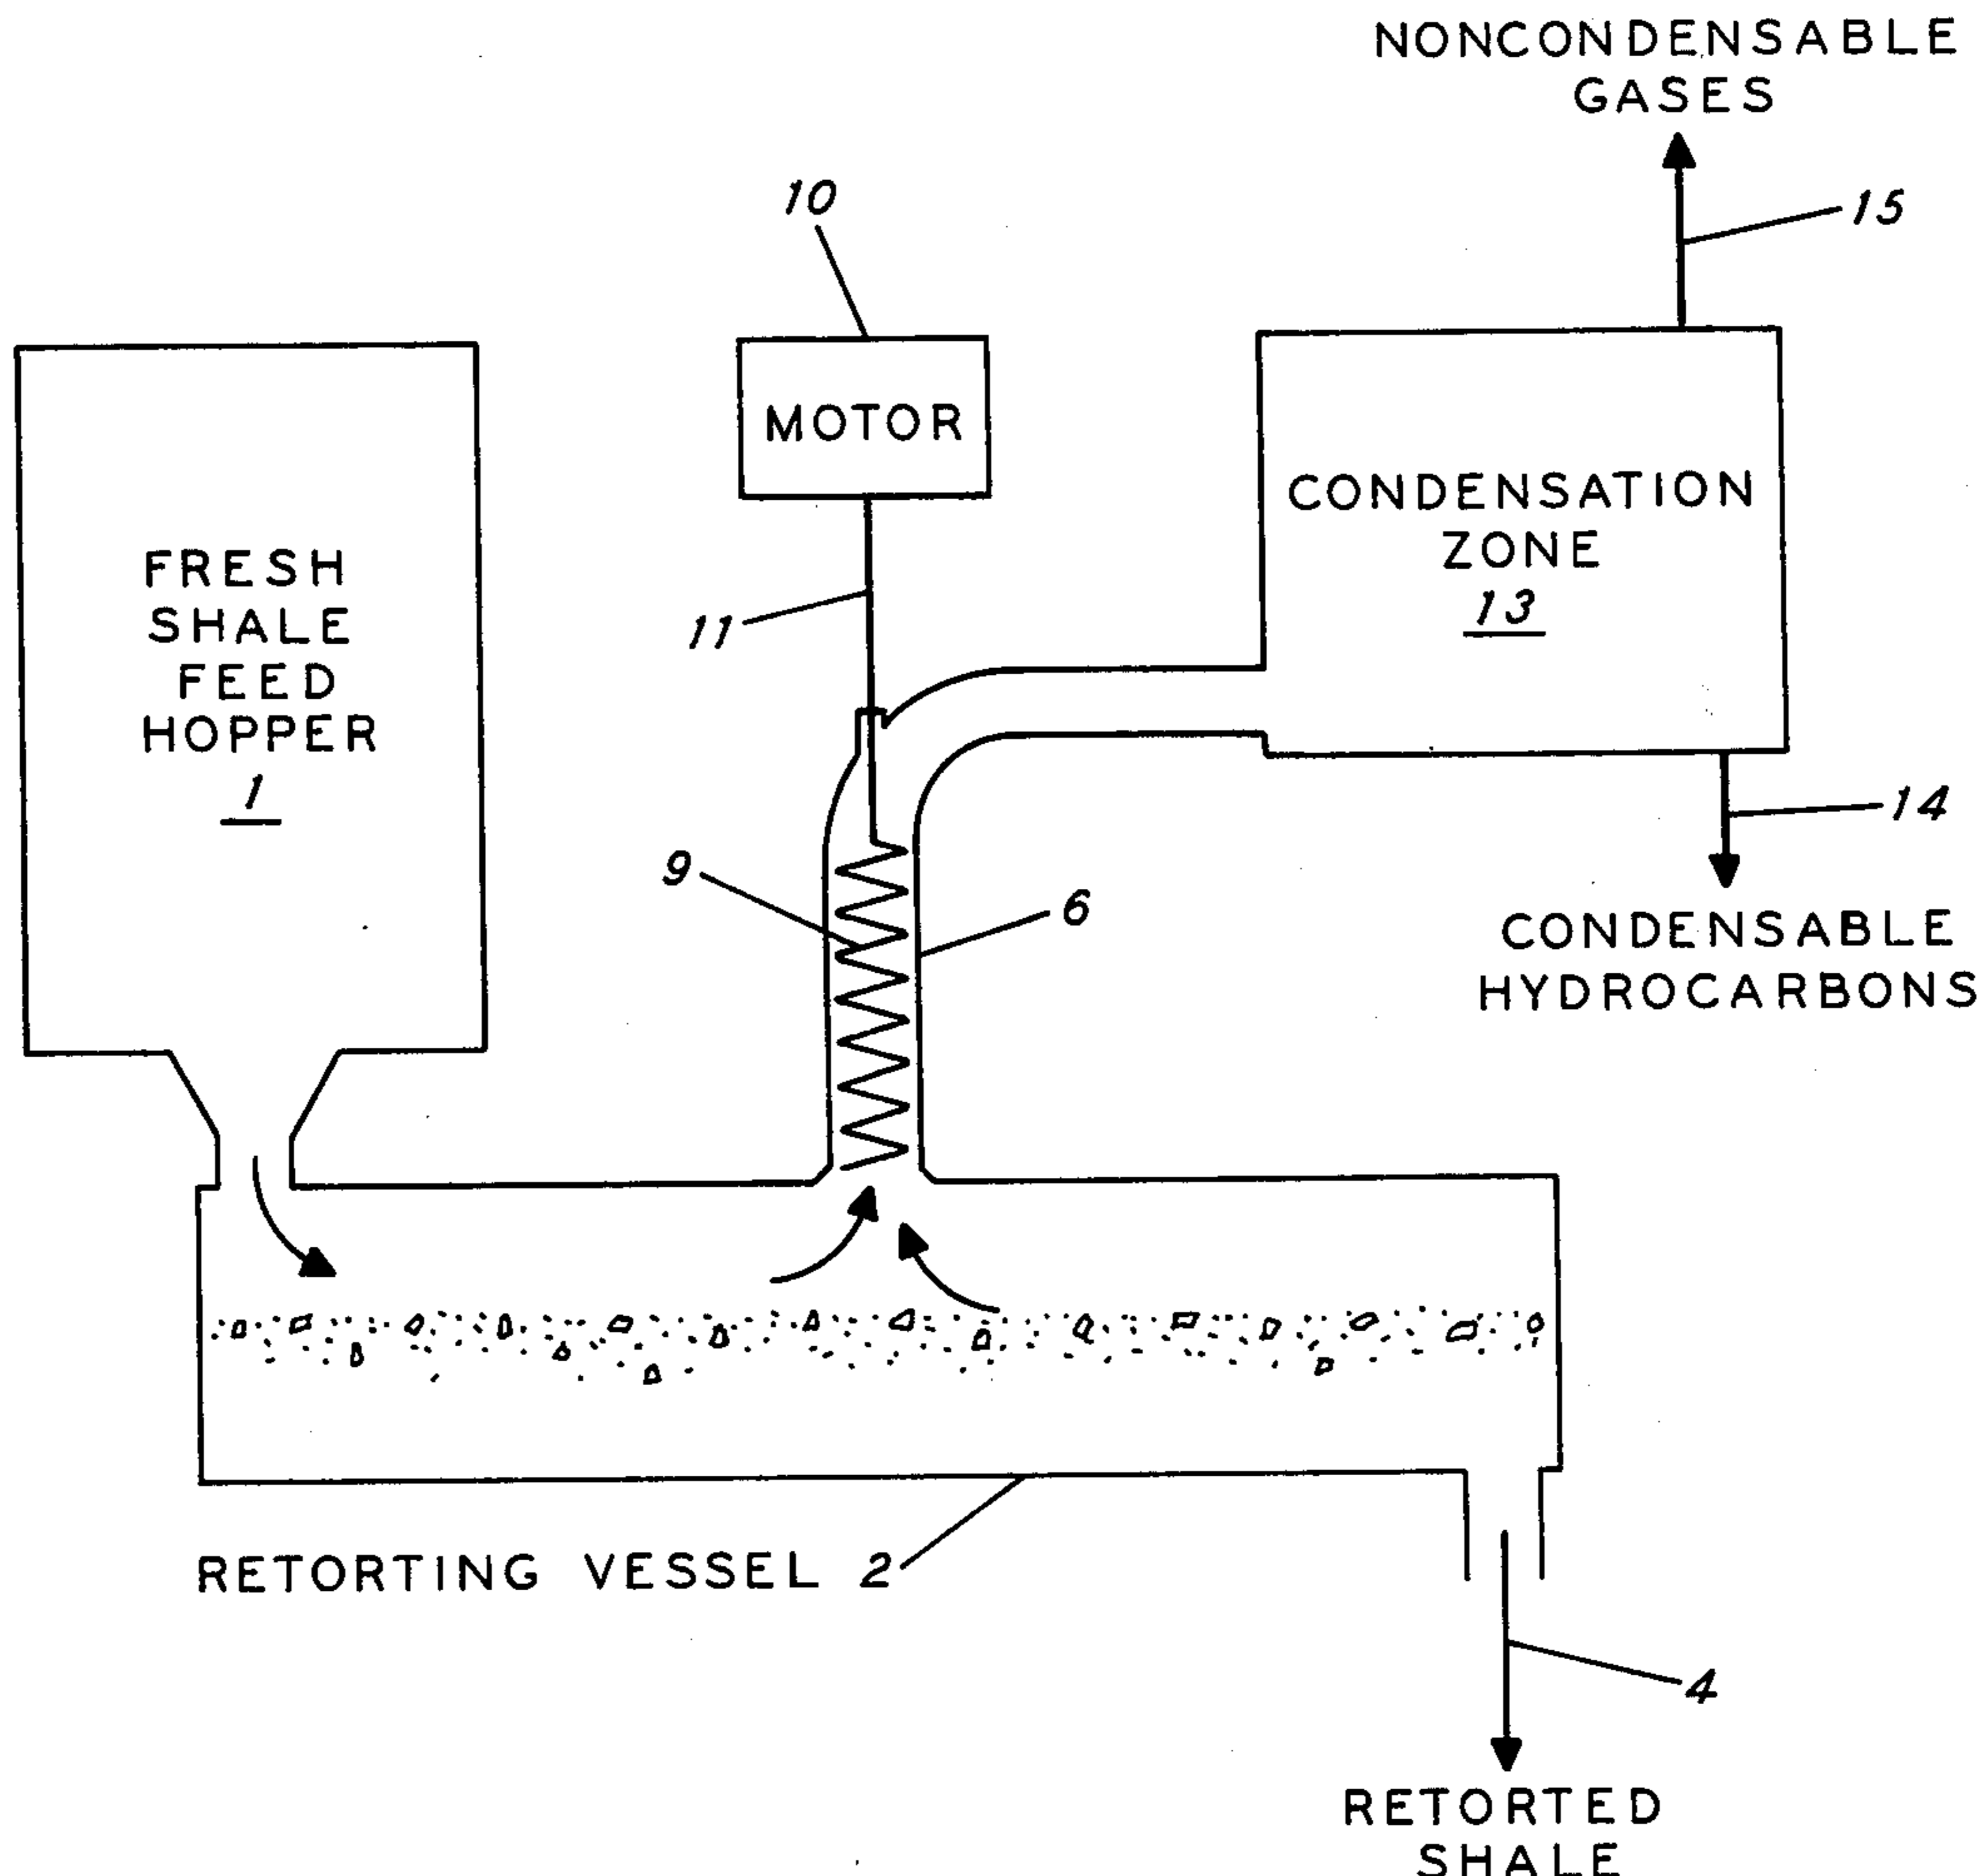 NONCONDENSABLE
GASES
15
10
MOTOR
11
CONDENSATION
ZONE
13
FRESH
SHALE
FEED
HOPPER
1
14
9
6
CONDENSABLE
HYDROCARBONS
RETORTING VESSEL 2
4
RETORTED
SHALE